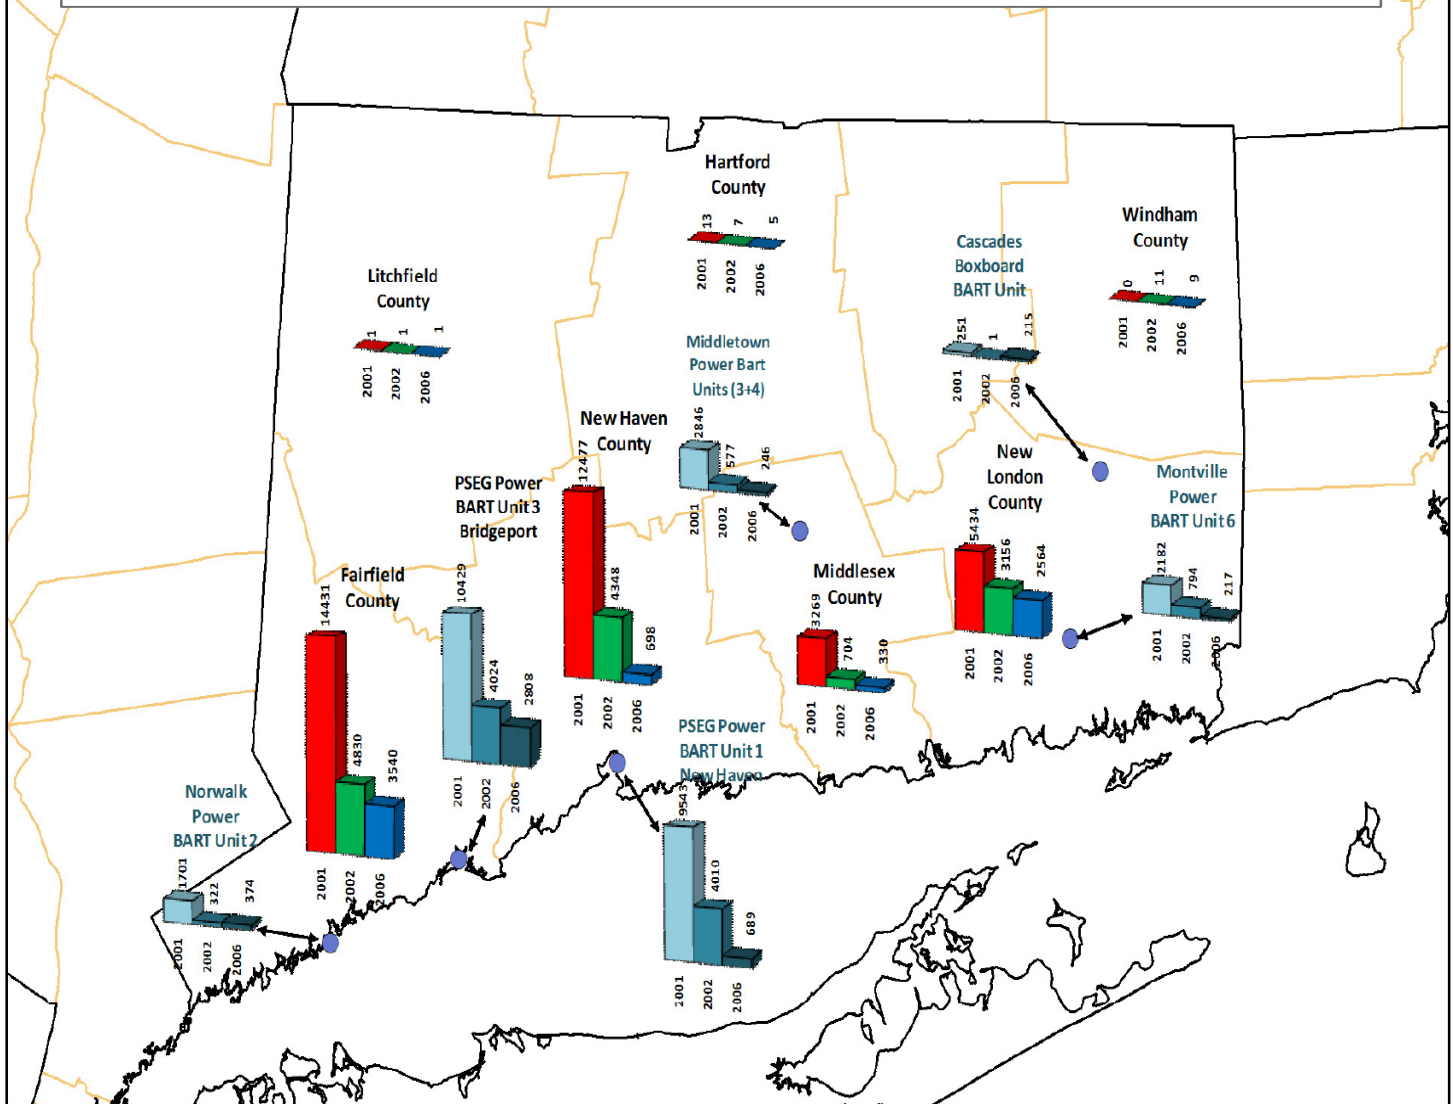 Hartford
County
13
7
5
2001
2002
2006
Windham
County
0
11
9
2001
2002
2006
Cascades
Boxboard
BART Unit
251
1
215
2001
2002
2006
Litchfield
County
1
1
1
2001
2002
2006
Middletown
Power Bart
Units (3+4)
2846
577
246
2001
2002
2006
New Haven
County
12477
4348
698
2001
2002
2006
New
London
County
5434
3156
2564
2001
2002
2006
Montville
Power
BART Unit 6
2182
794
217
2001
2002
2006
PSEG Power
BART Unit 3
Bridgeport
10429
4024
2808
2001
2002
2006
Fairfield
County
14431
4830
3540
2001
2002
2006
Middlesex
County
3269
704
330
2001
2002
2006
PSEG Power
BART Unit 1
New Haven
9543
4010
689
2001
2002
2006
Norwalk
Power
BART Unit 2
1701
322
374
2001
2002
2006